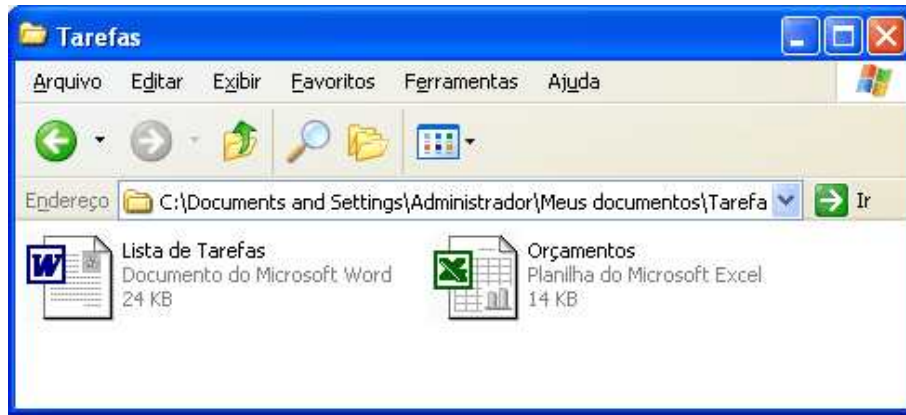 Tarefas
Arquivo Editar Exibir Favoritos Ferramentas Ajuda
Endereço C:\Documents and Settings\Administrador\Meus documentos\Tarefa Ir
Lista de Tarefas Orçamentos
Documento do Microsoft Word Planilha do Microsoft Excel
24 KB 14 KB